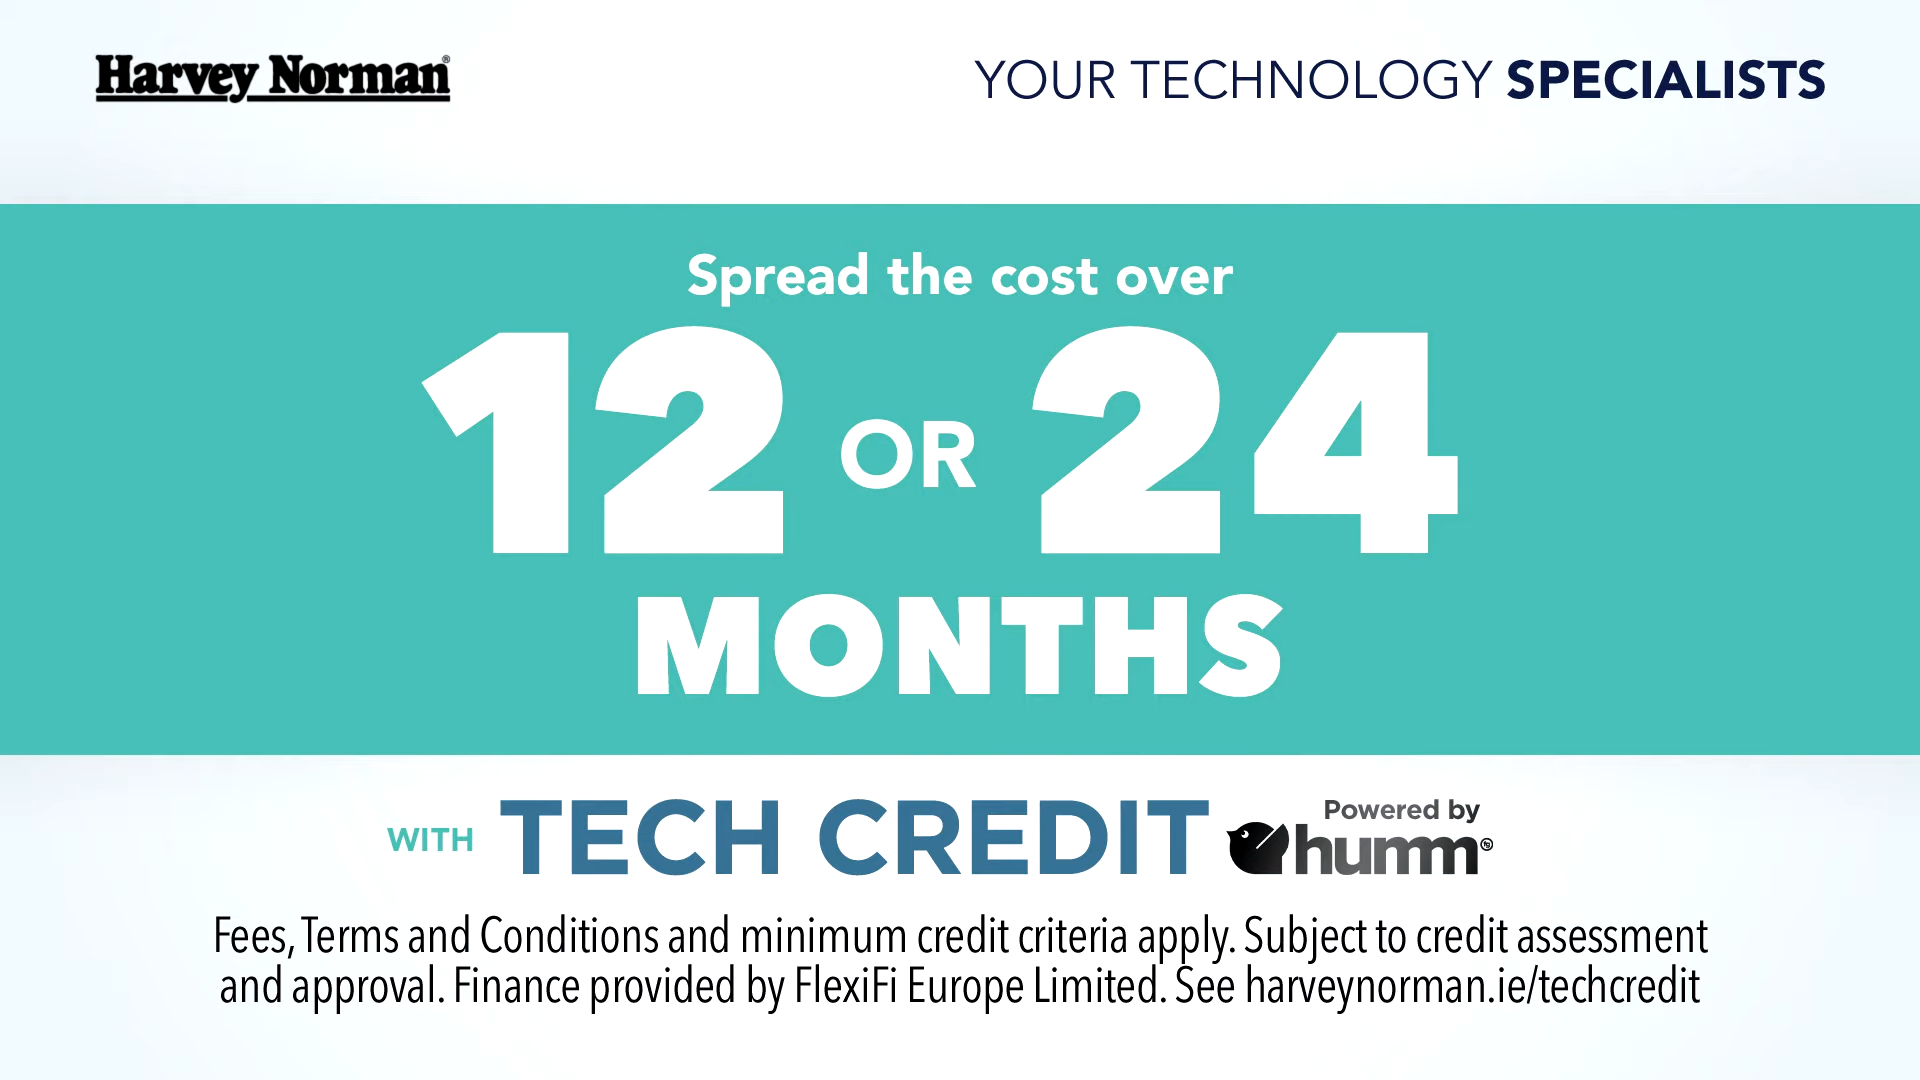 Harvey Norman®
YOUR TECHNOLOGY SPECIALISTS
Spread the cost over
12 OR 24
MONTHS
WITH TECH CREDIT
Powered by
humm
Fees, Terms and Conditions and minimum credit criteria apply. Subject to credit assessment
and approval. Finance provided by FlexiFi Europe Limited. See harveynorman.ie/techcredit